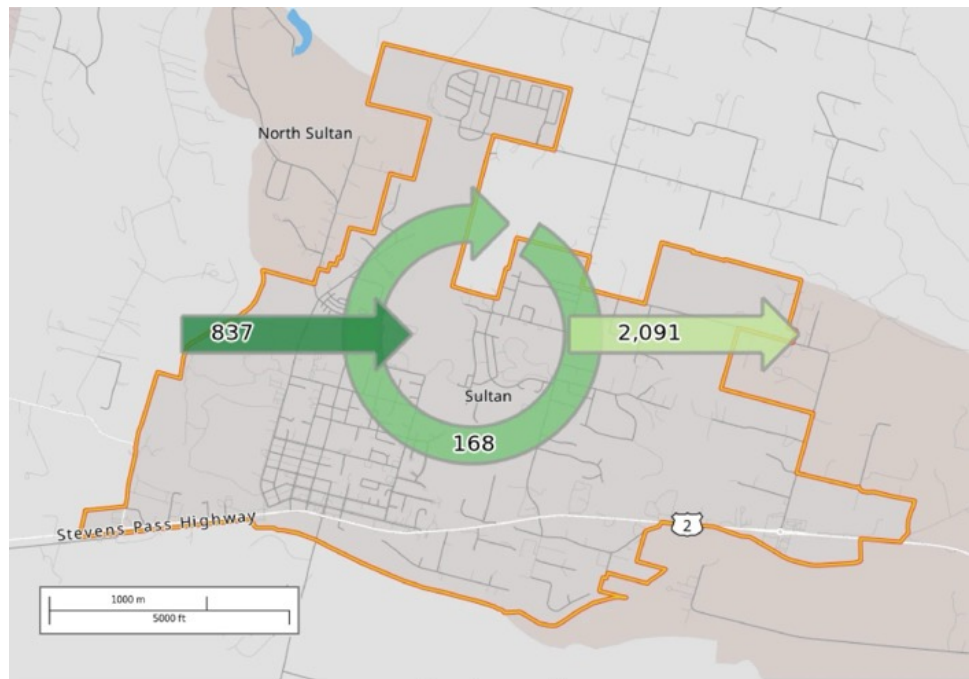 North Sultan
837
2,091
Sultan
168
Stevens Pass Highway
2
1000 m
5000 ft